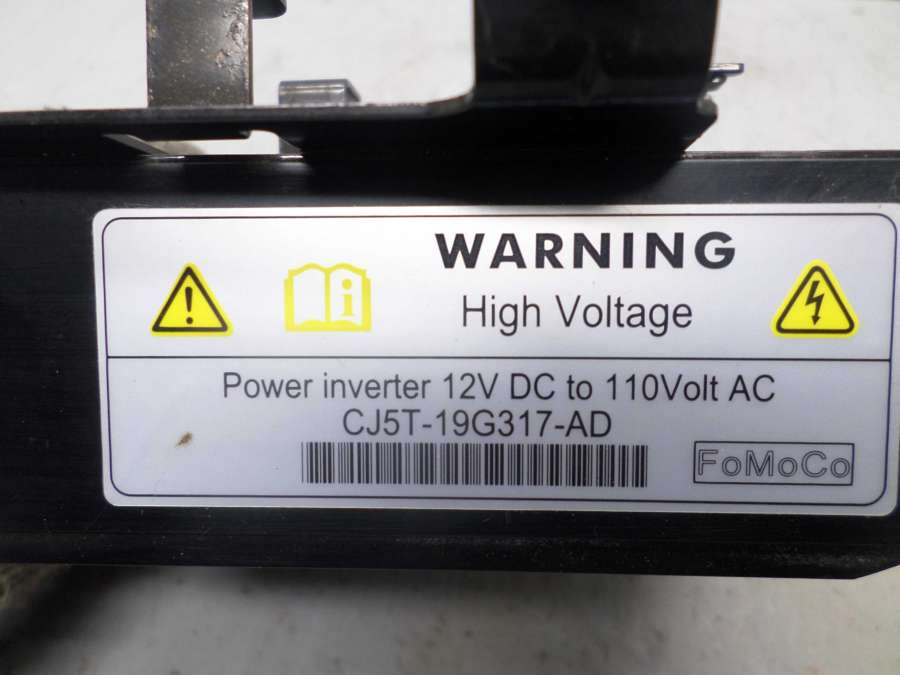 WARNING
High Voltage
Power inverter 12V DC to 110Volt AC
CJ5T-19G317-AD
FoMoCo